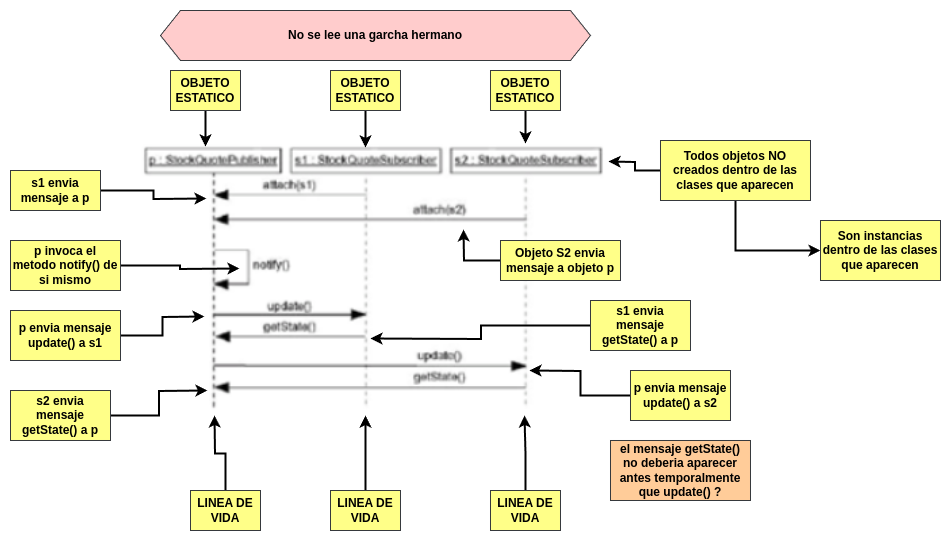 No se lee una garcha hermano
OBJETO
ESTATICO
OBJETO
ESTATICO
OBJETO
ESTATICO
p : StockQuotePublisher
s1 : StockQuoteSubscriber
s2 : StockQuoteSubscriber
Todos objetos NO
creados dentro de las
clases que aparecen
s1 envia
mensaje a p
attach(s1)
attach(s2)
Son instancias
dentro de las clases
que aparecen
p invoca el
metodo notify() de
si mismo
notify()
Objeto S2 envia
mensaje a objeto p
update()
getState()
s1 envia
mensaje
getState() a p
p envia mensaje
update() a s1
update()
getState()
p envia mensaje
update() a s2
s2 envia
mensaje
getState() a p
el mensaje getState()
no deberia aparecer
antes temporalmente
que update() ?
LINEA DE
VIDA
LINEA DE
VIDA
LINEA DE
VIDA